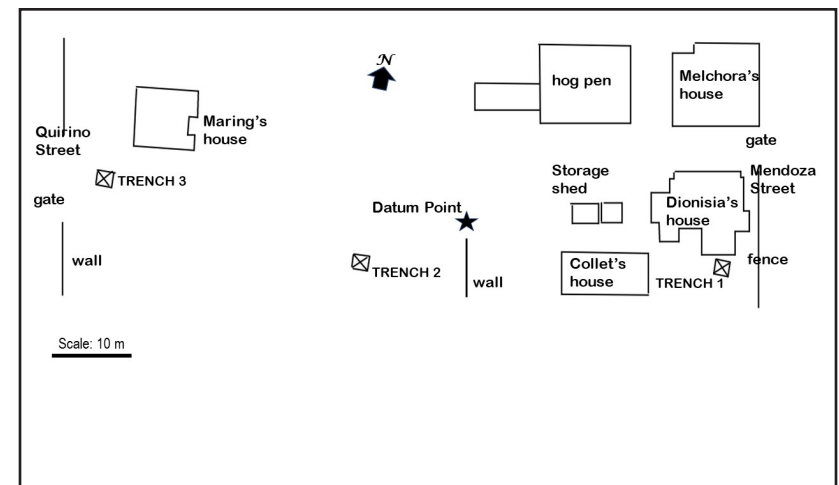 N
hog pen
Melchora's
house
Quirino
Street
Maring's
house
gate
TRENCH 3
gate
Storage
shed
Mendoza
Street
Datum Point
Dionisia's
house
wall
TRENCH 2
wall
Collet's
house
TRENCH 1
fence
Scale: 10 m